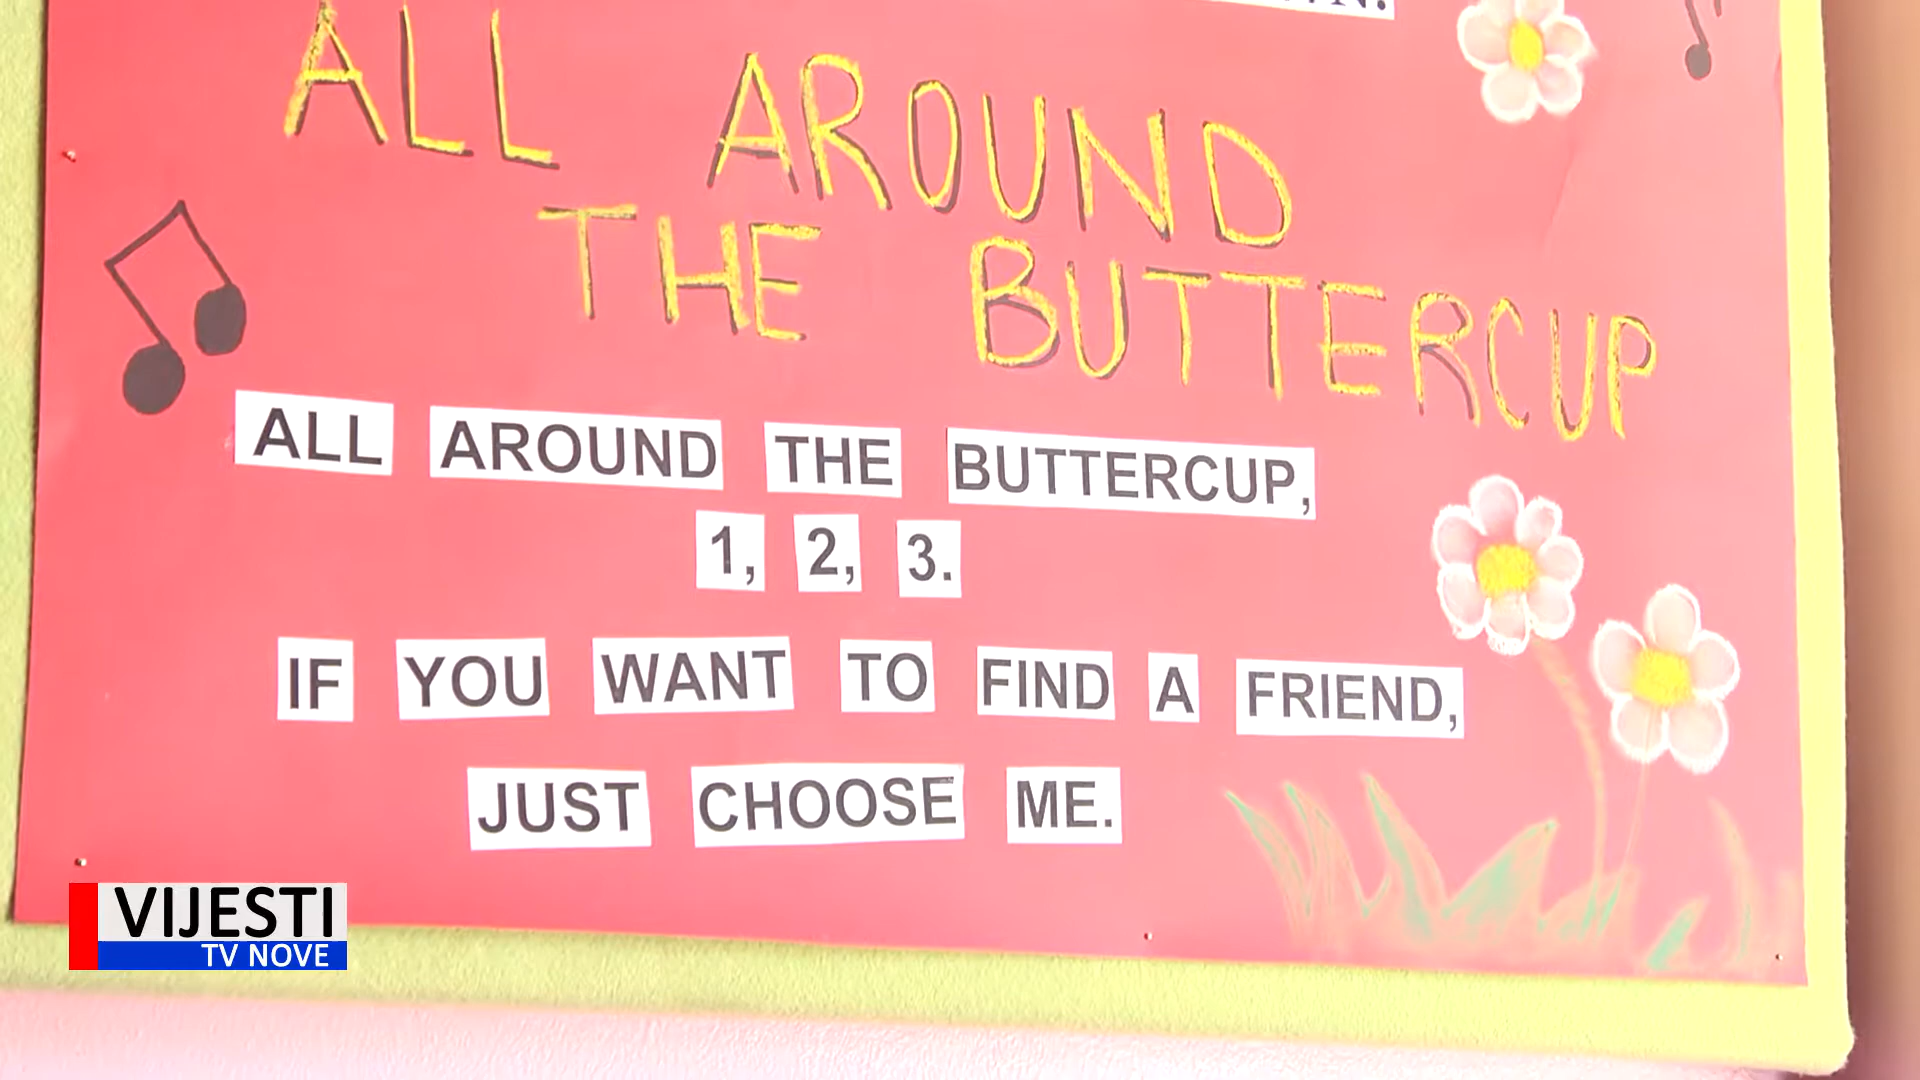 ALL AROUND
THE BUTTERCUP
ALL AROUND THE BUTTERCUP,
1, 2, 3.
IF YOU WANT TO FIND A FRIEND,
JUST CHOOSE ME.
VIJESTI
TV NOVE